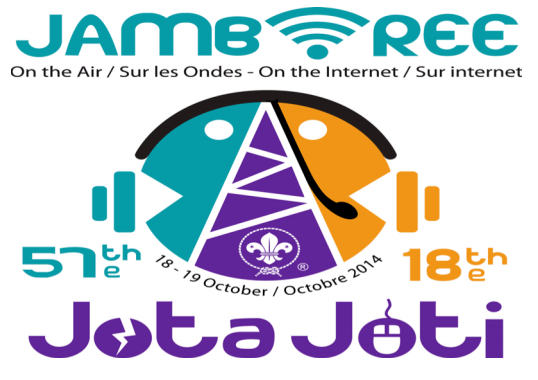 JAMBOREE
On the Air / Sur les Ondes - On the Internet / Sur internet
57th/e
18th/e
18 - 19 October / Octobre 2014
®
Jota Joti